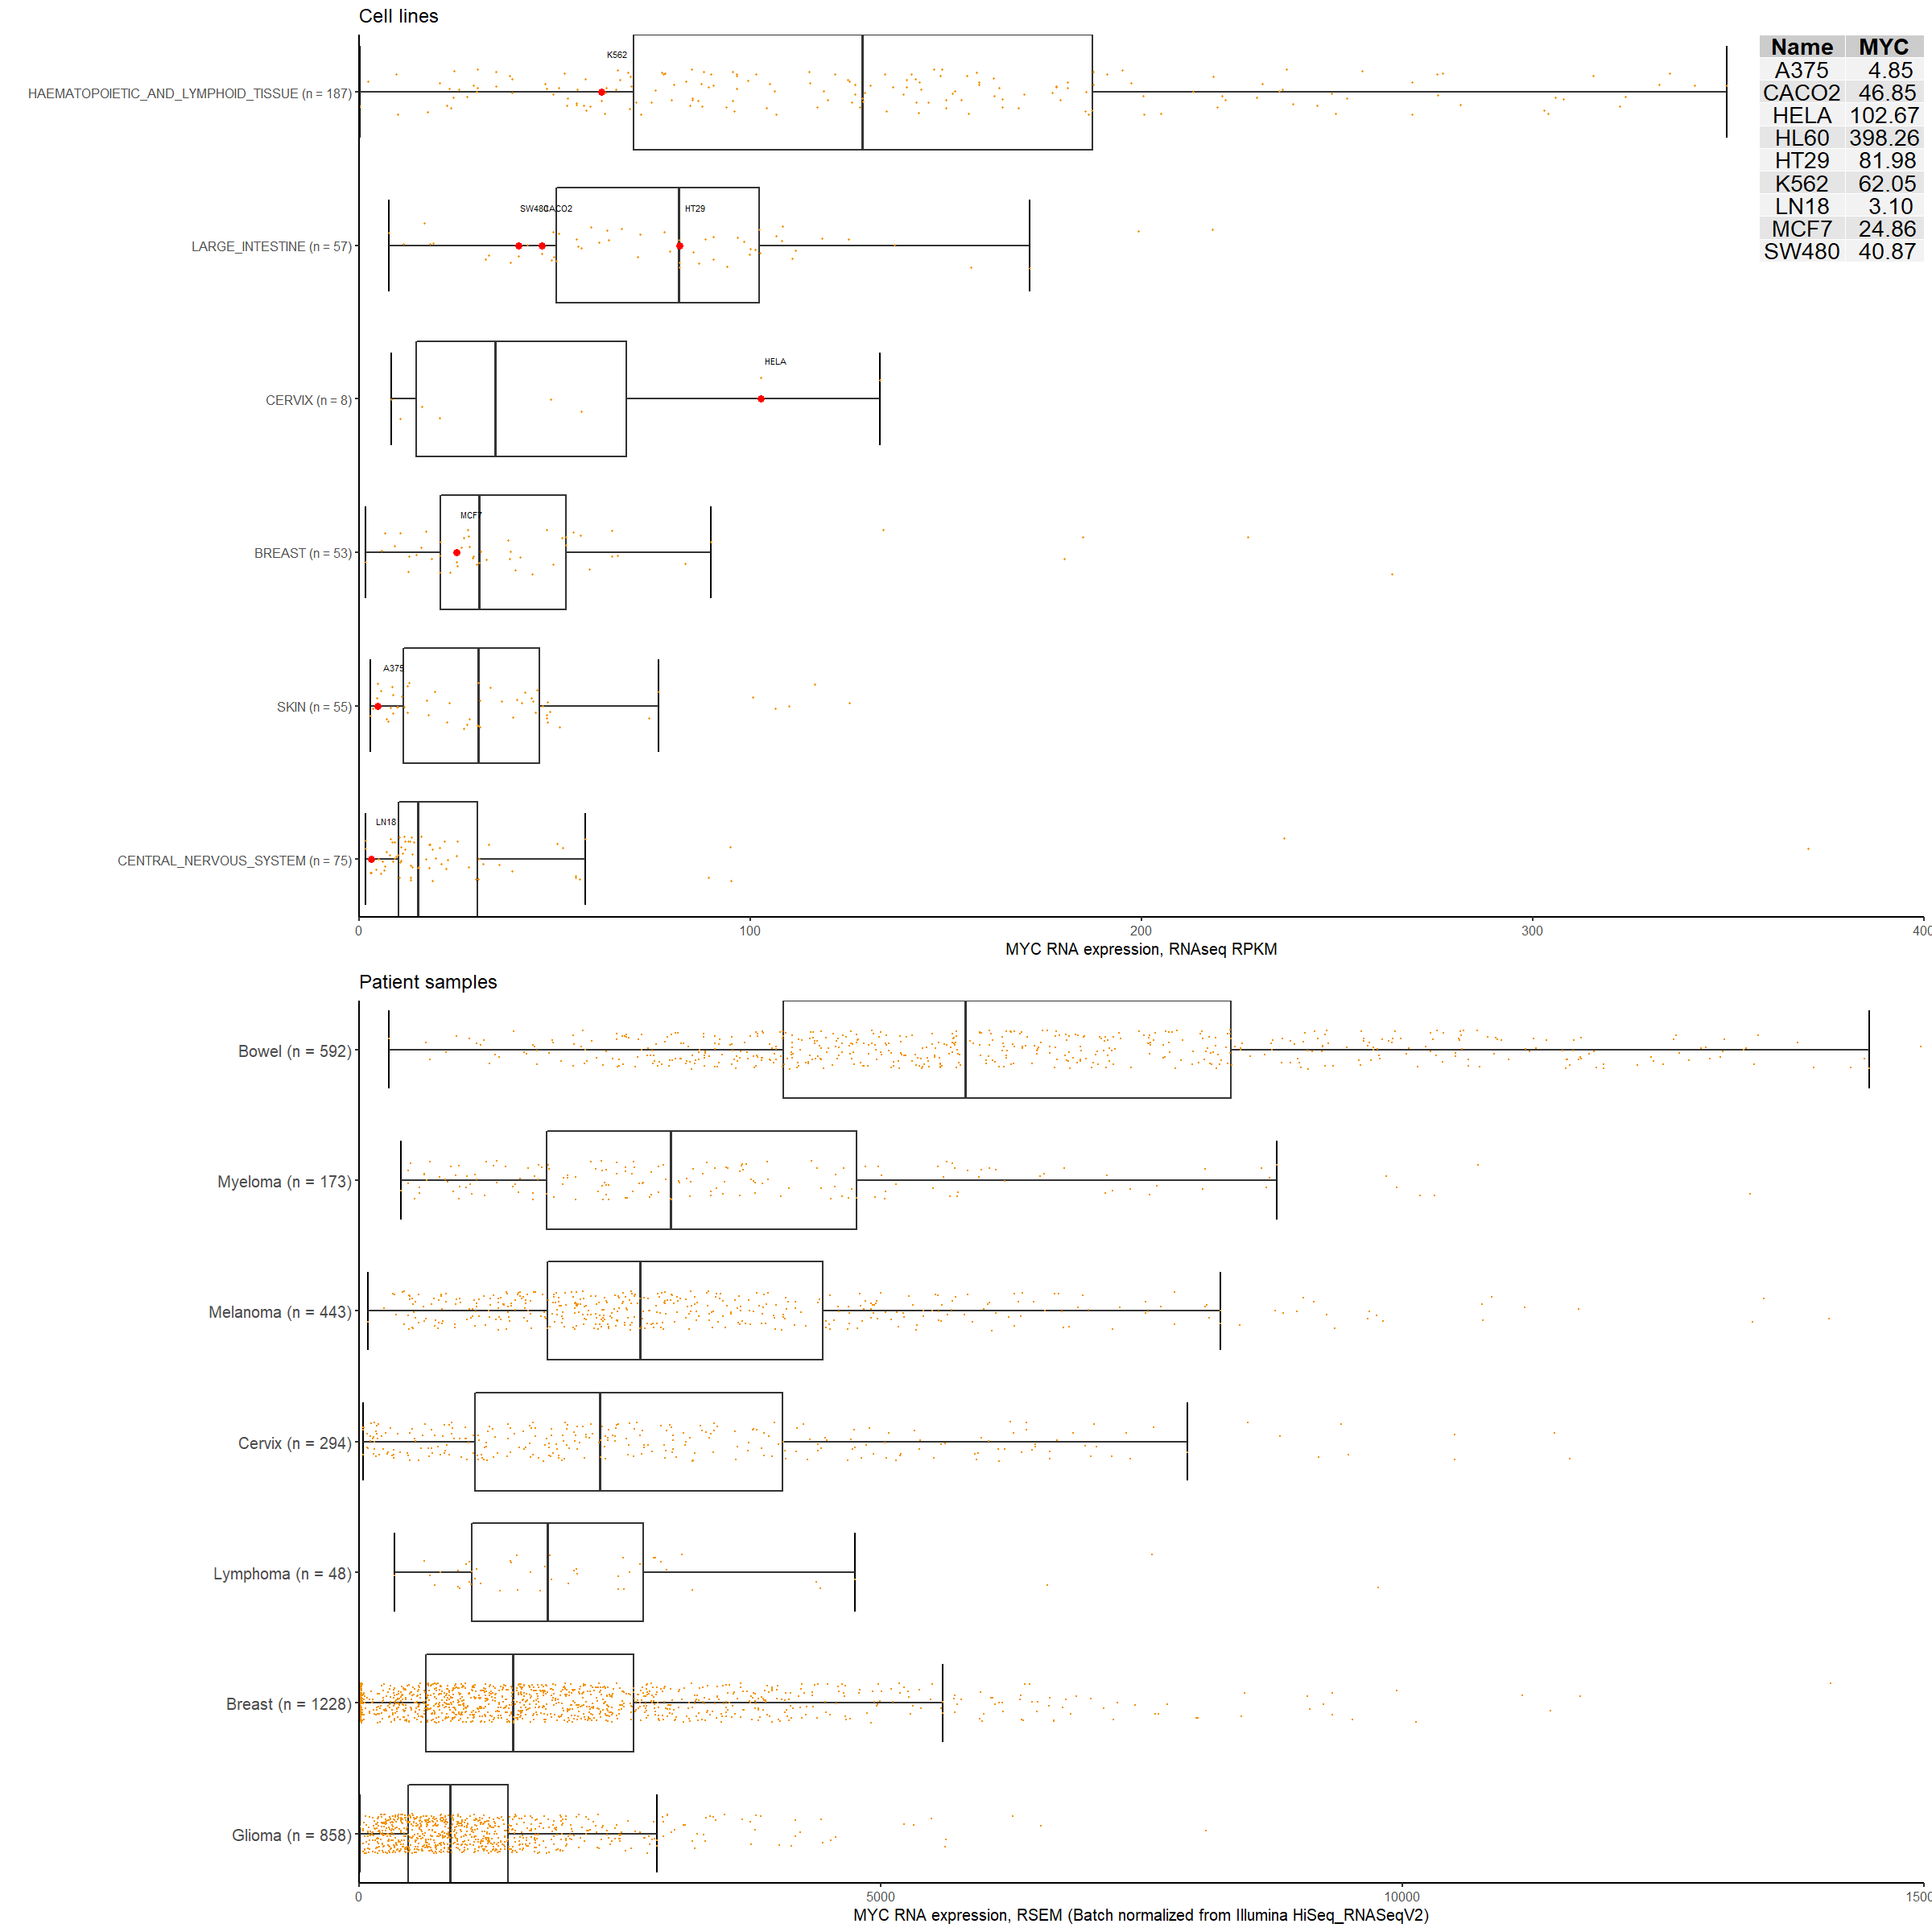 Cell lines
Name MYC
A375 4.85
CACO2 46.85
HELA 102.67
HL60 398.26
HT29 81.98
K562 62.05
LN18 3.10
MCF7 24.86
SW480 40.87
K562
HAEMATOPOIETIC_AND_LYMPHOID_TISSUE (n = 187)
SW480 CACO2 HT29
LARGE_INTESTINE (n = 57)
HELA
CERVIX (n = 8)
MCF7
BREAST (n = 53)
A375
SKIN (n = 55)
LN18
CENTRAL_NERVOUS_SYSTEM (n = 75)
0 100 200 300 400
MYC RNA expression, RNAseq RPKM
Patient samples
Bowel (n = 592)
Myeloma (n = 173)
Melanoma (n = 443)
Cervix (n = 294)
Lymphoma (n = 48)
Breast (n = 1228)
Glioma (n = 858)
0 5000 10000 1500
MYC RNA expression, RSEM (Batch normalized from Illumina HiSeq_RNASeqV2)